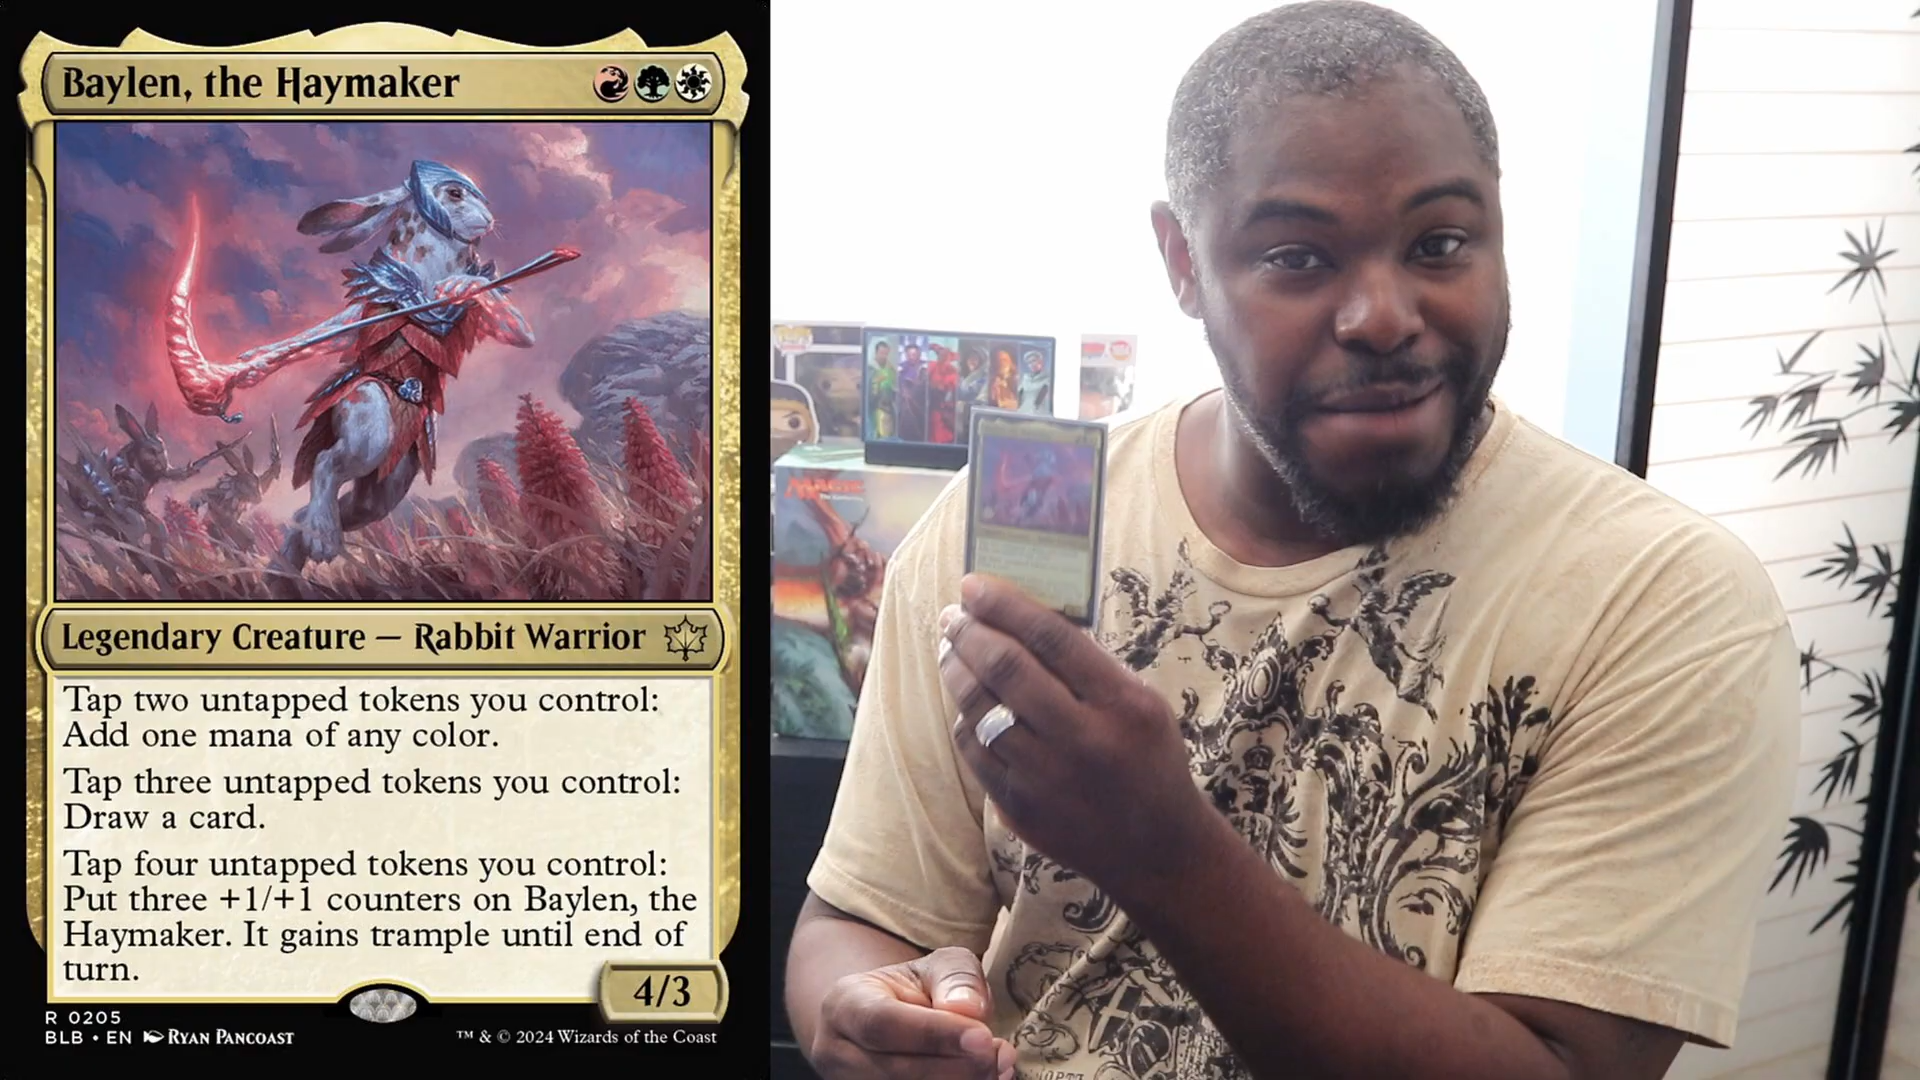 Baylen, the Haymaker
Legendary Creature — Rabbit Warrior
Tap two untapped tokens you control:
Add one mana of any color.
Tap three untapped tokens you control:
Draw a card.
Tap four untapped tokens you control:
Put three +1/+1 counters on Baylen, the
Haymaker. It gains trample until end of
turn.
4/3
R 0205
BLB • EN RYAN PANCOAST
™ & © 2024 Wizards of the Coast
MAGIC